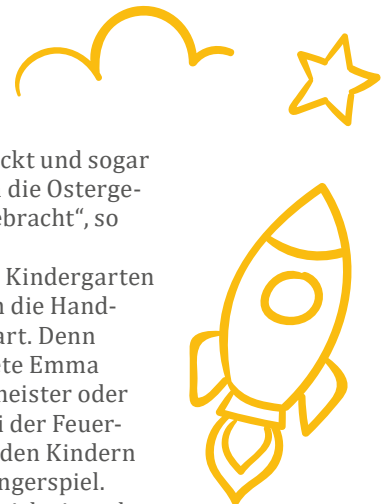 ckt und sogar
die Osterge-
ebracht“, so
Kindergarten
die Hand-
art. Denn
ete Emma
meister oder
i der Feuer-
den Kindern
ngerspiel.